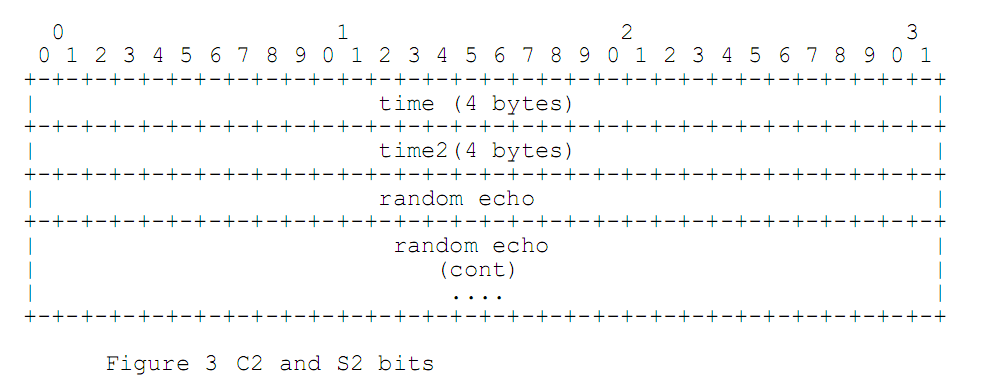 0                   1                   2                   3
0 1 2 3 4 5 6 7 8 9 0 1 2 3 4 5 6 7 8 9 0 1 2 3 4 5 6 7 8 9 0 1
+-+-+-+-+-+-+-+-+-+-+-+-+-+-+-+-+-+-+-+-+-+-+-+-+-+-+-+-+-+-+-+-+
| time (4 bytes) |
+-+-+-+-+-+-+-+-+-+-+-+-+-+-+-+-+-+-+-+-+-+-+-+-+-+-+-+-+-+-+-+-+
| time2(4 bytes) |
+-+-+-+-+-+-+-+-+-+-+-+-+-+-+-+-+-+-+-+-+-+-+-+-+-+-+-+-+-+-+-+-+
| random echo |
+-+-+-+-+-+-+-+-+-+-+-+-+-+-+-+-+-+-+-+-+-+-+-+-+-+-+-+-+-+-+-+-+
| random echo |
| (cont) |
| .... |
+-+-+-+-+-+-+-+-+-+-+-+-+-+-+-+-+-+-+-+-+-+-+-+-+-+-+-+-+-+-+-+-+
Figure 3 C2 and S2 bits